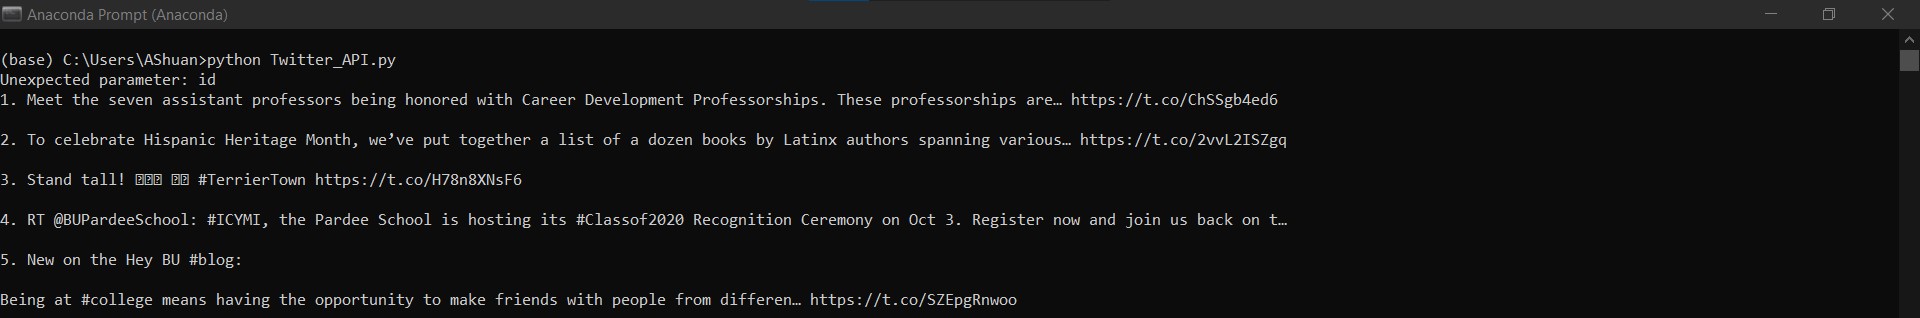 Anaconda Prompt (Anaconda)
(base) C:\Users\AShuan>python Twitter_API.py
Unexpected parameter: id
1. Meet the seven assistant professors being honored with Career Development Professorships. These professorships are… https://t.co/ChSSgb4ed6
2. To celebrate Hispanic Heritage Month, we’ve put together a list of a dozen books by Latinx authors spanning various… https://t.co/2vvL2ISZgq
3. Stand tall! #TerrierTown https://t.co/H78n8XNsF6
4. RT @BUPardeeSchool: #ICYMI, the Pardee School is hosting its #Classof2020 Recognition Ceremony on Oct 3. Register now and join us back on t…
5. New on the Hey BU #blog:
Being at #college means having the opportunity to make friends with people from differen… https://t.co/SZEpgRnwoo